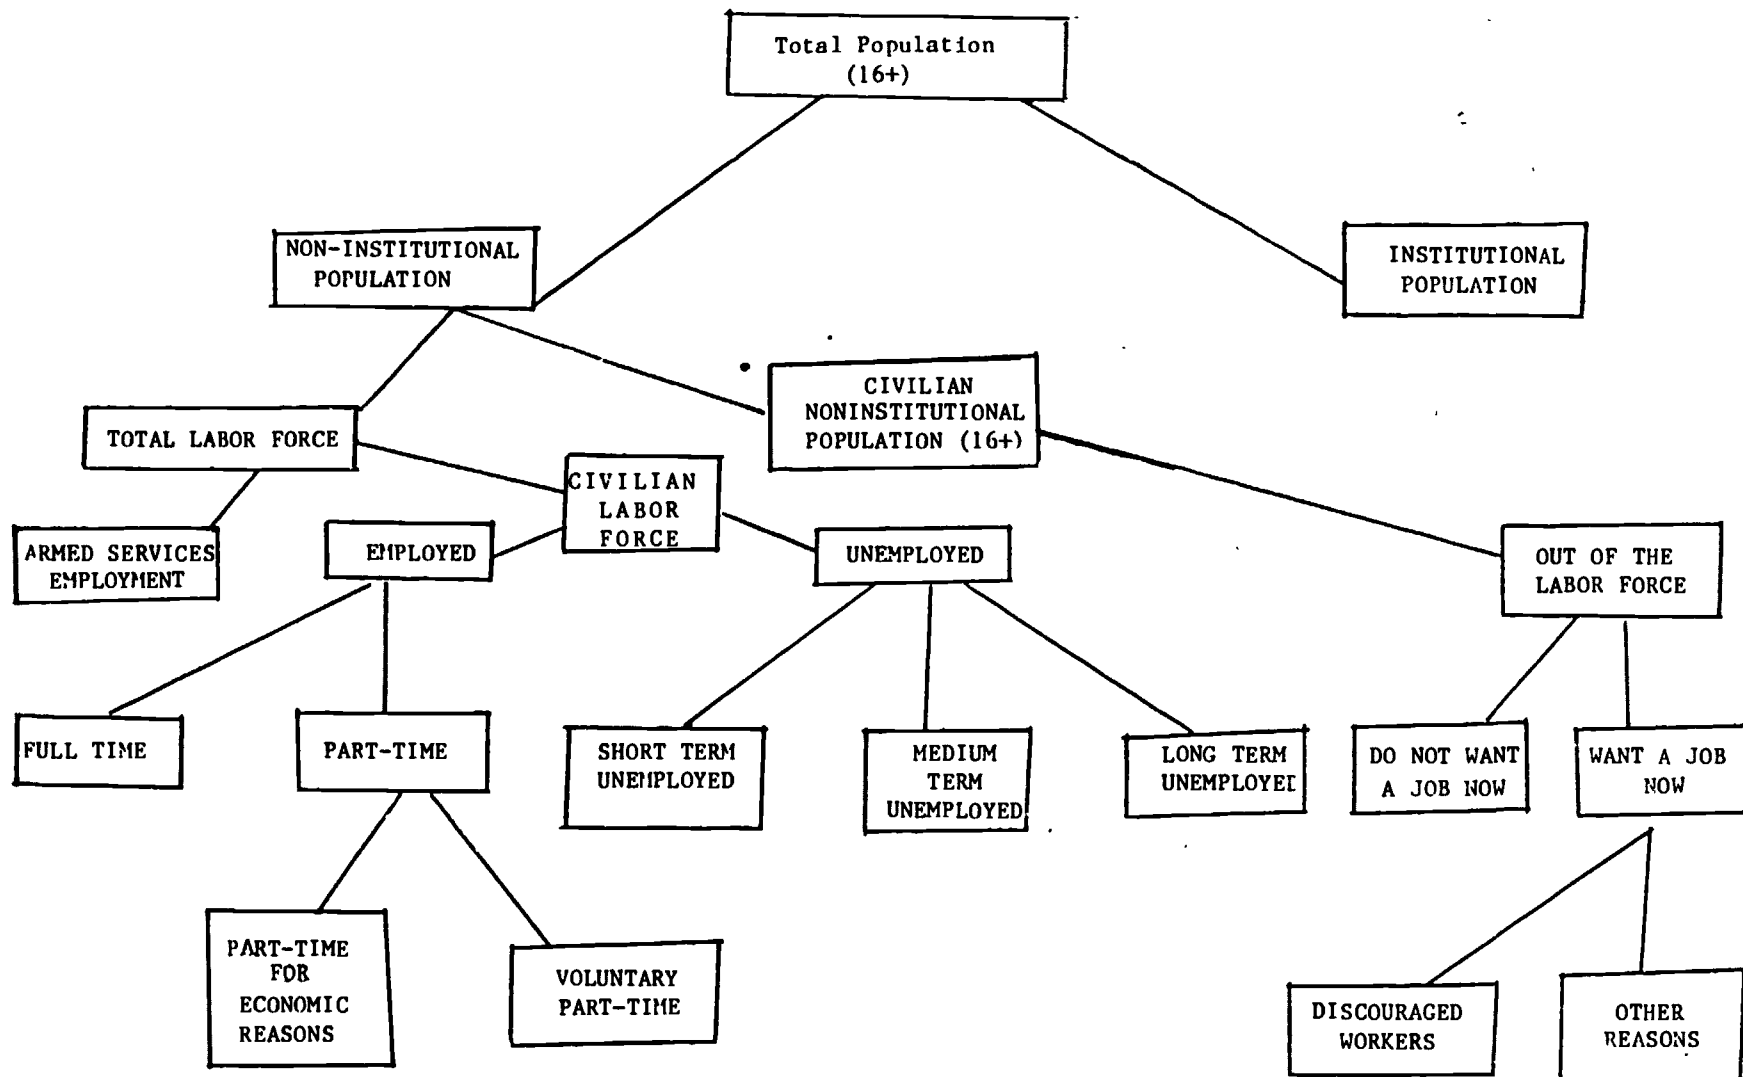 Total Population
(16+)
NON-INSTITUTIONAL
POPULATION
INSTITUTIONAL
POPULATION
CIVILIAN
NONINSTITUTIONAL
POPULATION (16+)
TOTAL LABOR FORCE
CIVILIAN
LABOR
FORCE
ARMED SERVICES
EMPLOYMENT
EMPLOYED
UNEMPLOYED
OUT OF THE
LABOR FORCE
FULL TIME
PART-TIME
SHORT TERM
UNEMPLOYED
MEDIUM
TERM
UNEMPLOYED
LONG TERM
UNEMPLOYED
DO NOT WANT
A JOB NOW
WANT A JOB
NOW
PART-TIME
FOR
ECONOMIC
REASONS
VOLUNTARY
PART-TIME
DISCOURAGED
WORKERS
OTHER
REASONS